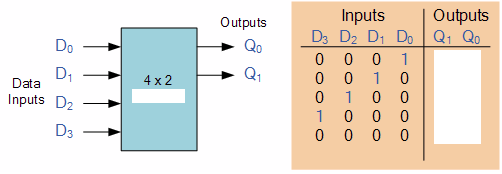 Outputs
D0 Q0
D1 Q1
Data Inputs
D2
D3
4 x 2
Inputs Outputs
D3 D2 D1 D0 Q1 Q0
0 0 0 1
0 0 1 0
0 1 0 0
1 0 0 0
0 0 0 0